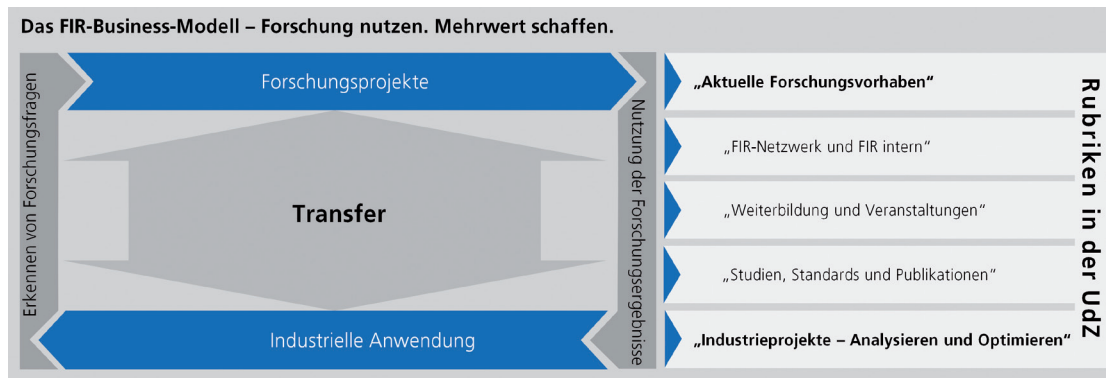 Das FIR-Business-Modell – Forschung nutzen. Mehrwert schaffen.
Erkennen von Forschungsfragen
Forschungsprojekte
Transfer
Industrielle Anwendung
Nutzung der Forschungsergebnisse
„Aktuelle Forschungsvorhaben“
„FIR-Netzwerk und FIR intern“
„Weiterbildung und Veranstaltungen“
„Studien, Standards und Publikationen“
„Industrieprojekte – Analysieren und Optimieren“
Rubriken in der UdZ